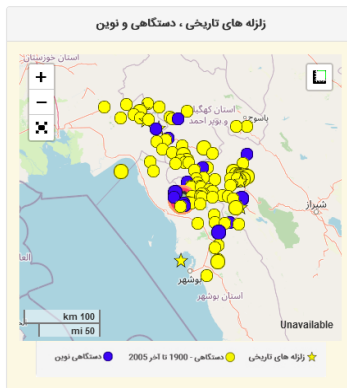 زلزله های تاریخی ، دستگاهی و نوین
استان خوزستان
+
−
استان کهگیلویه
و بویر احمد
یاسوج
شیراز
بوشهر
استان بوشهر
100 km
50 mi
Unavailable
زلزله های تاریخی
دستگاهی - 1900 تا آخر 2005
دستگاهی نوین